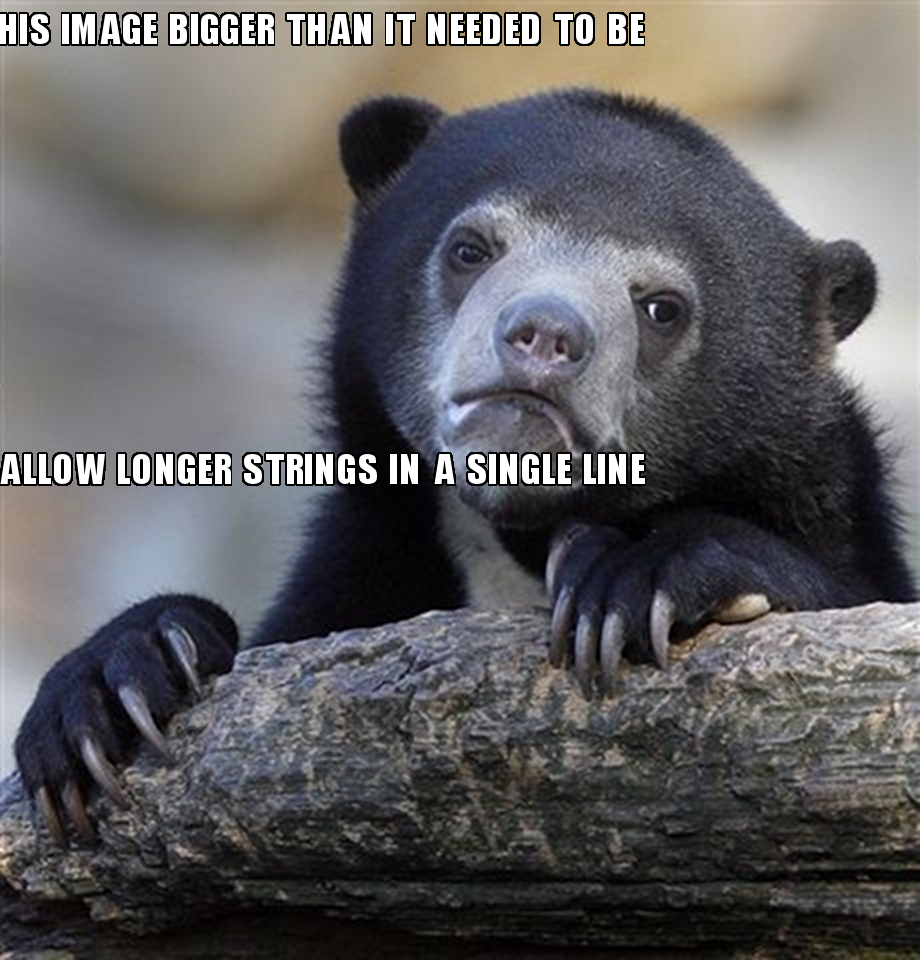 HIS IMAGE BIGGER THAN IT NEEDED TO BE
ALLOW LONGER STRINGS IN A SINGLE LINE